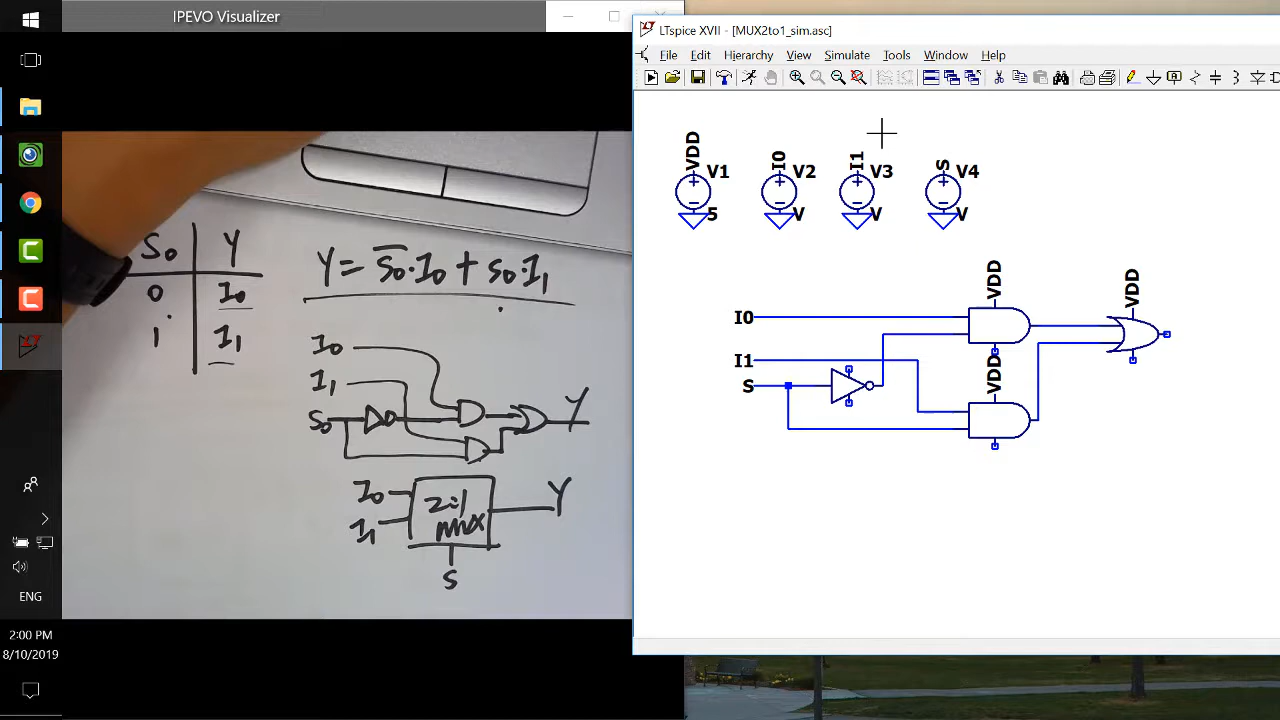 IPEVO Visualizer
LTspice XVII - [MUX2to1_sim.asc]
File Edit Hierarchy View Simulate Tools Window Help
VDD V1 5
I0 V2 V
I1 V3 V
S V4 V
S₀ Y
0 I₀
1 I₁
Y = S̅₀·I₀ + S₀·I₁
I₀
I₁
S₀
Y
I₀
I₁
2:1
MUX
Y
S
VDD
VDD
I0
I1
VDD
S
ENG
2:00 PM
8/10/2019